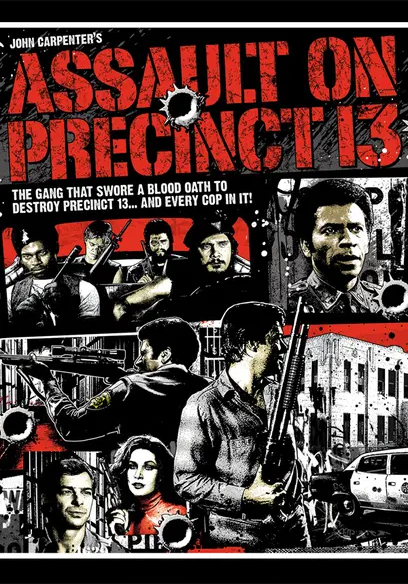 JOHN CARPENTER'S
ASSAULT ON
PRECINCT 13
THE GANG THAT SWORE A BLOOD OATH TO
DESTROY PRECINCT 13... AND EVERY COP IN IT!